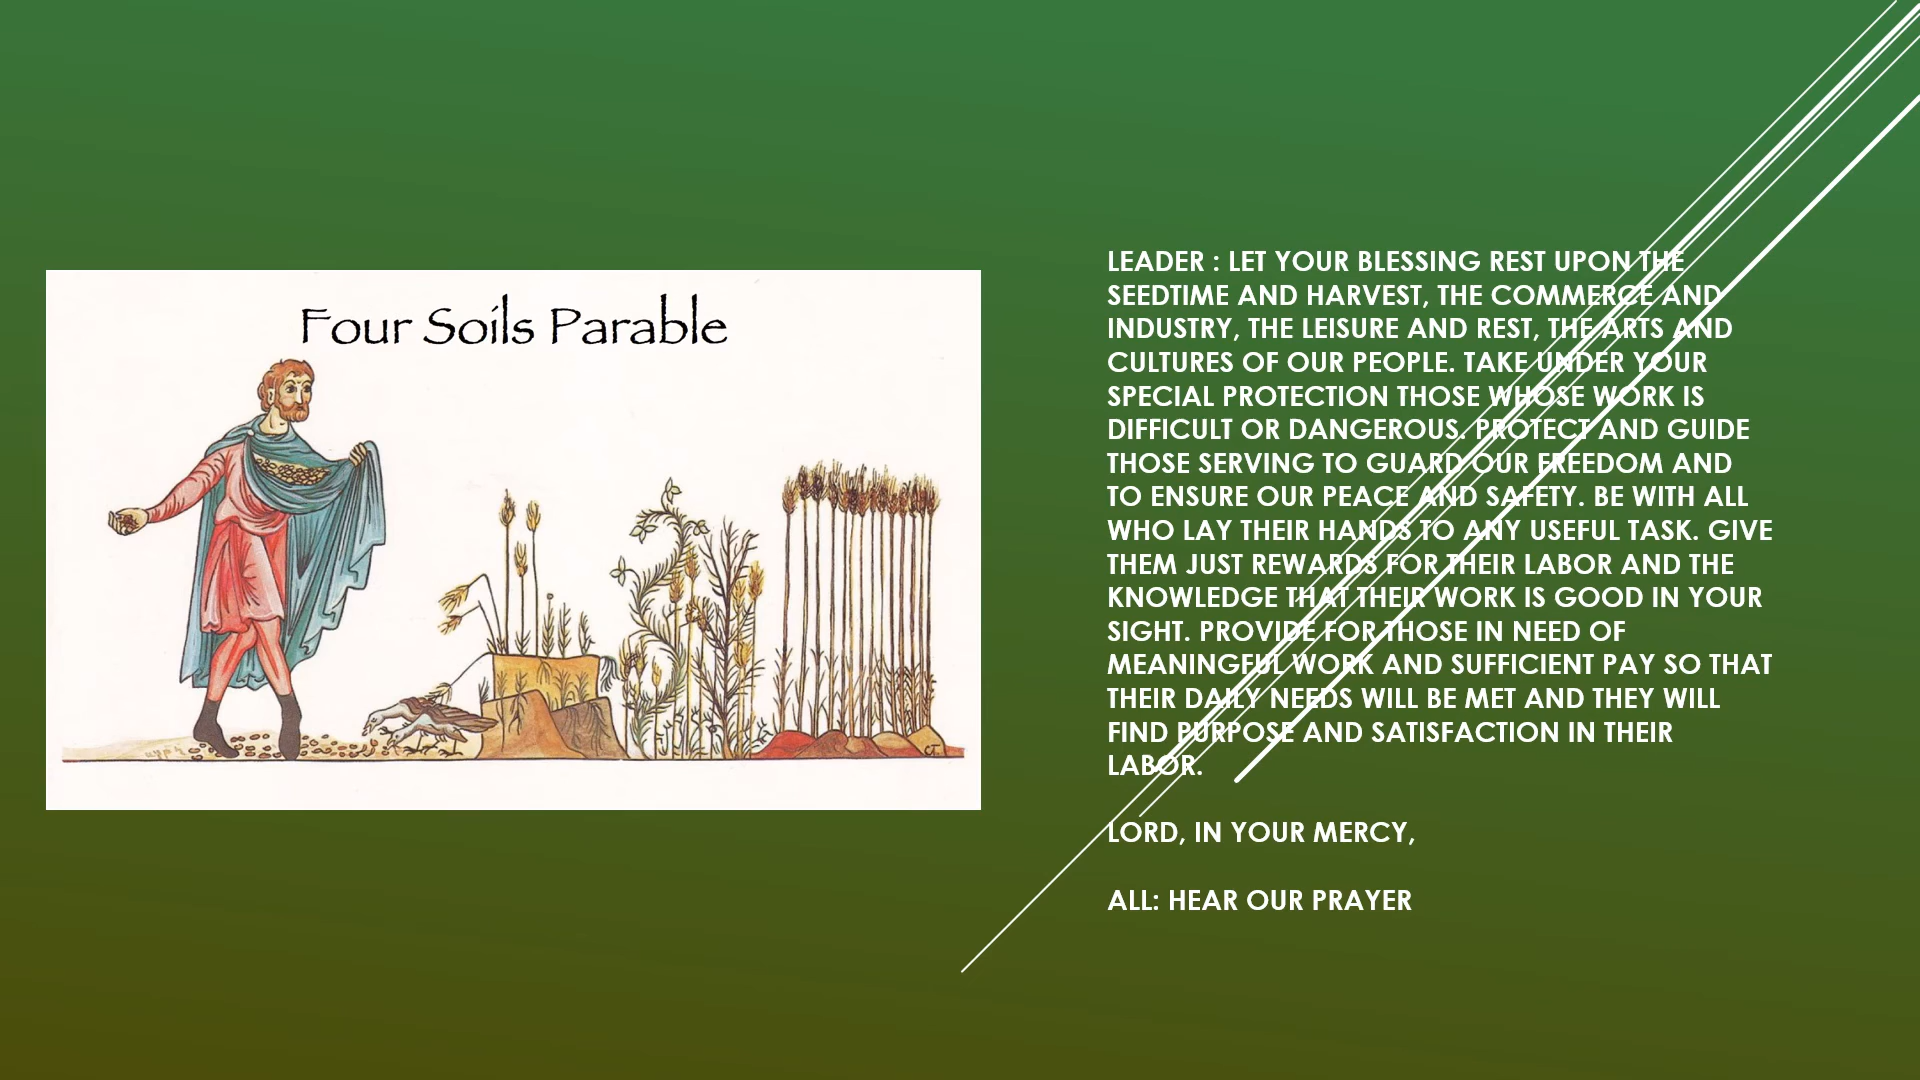 Four Soils Parable
LEADER : LET YOUR BLESSING REST UPON THE
SEEDTIME AND HARVEST, THE COMMERCE AND
INDUSTRY, THE LEISURE AND REST, THE ARTS AND
CULTURES OF OUR PEOPLE. TAKE UNDER YOUR
SPECIAL PROTECTION THOSE WHOSE WORK IS
DIFFICULT OR DANGEROUS. PROTECT AND GUIDE
THOSE SERVING TO GUARD OUR FREEDOM AND
TO ENSURE OUR PEACE AND SAFETY. BE WITH ALL
WHO LAY THEIR HANDS TO ANY USEFUL TASK. GIVE
THEM JUST REWARDS FOR THEIR LABOR AND THE
KNOWLEDGE THAT THEIR WORK IS GOOD IN YOUR
SIGHT. PROVIDE FOR THOSE IN NEED OF
MEANINGFUL WORK AND SUFFICIENT PAY SO THAT
THEIR DAILY NEEDS WILL BE MET AND THEY WILL
FIND PURPOSE AND SATISFACTION IN THEIR
LABOR.
LORD, IN YOUR MERCY,
ALL: HEAR OUR PRAYER